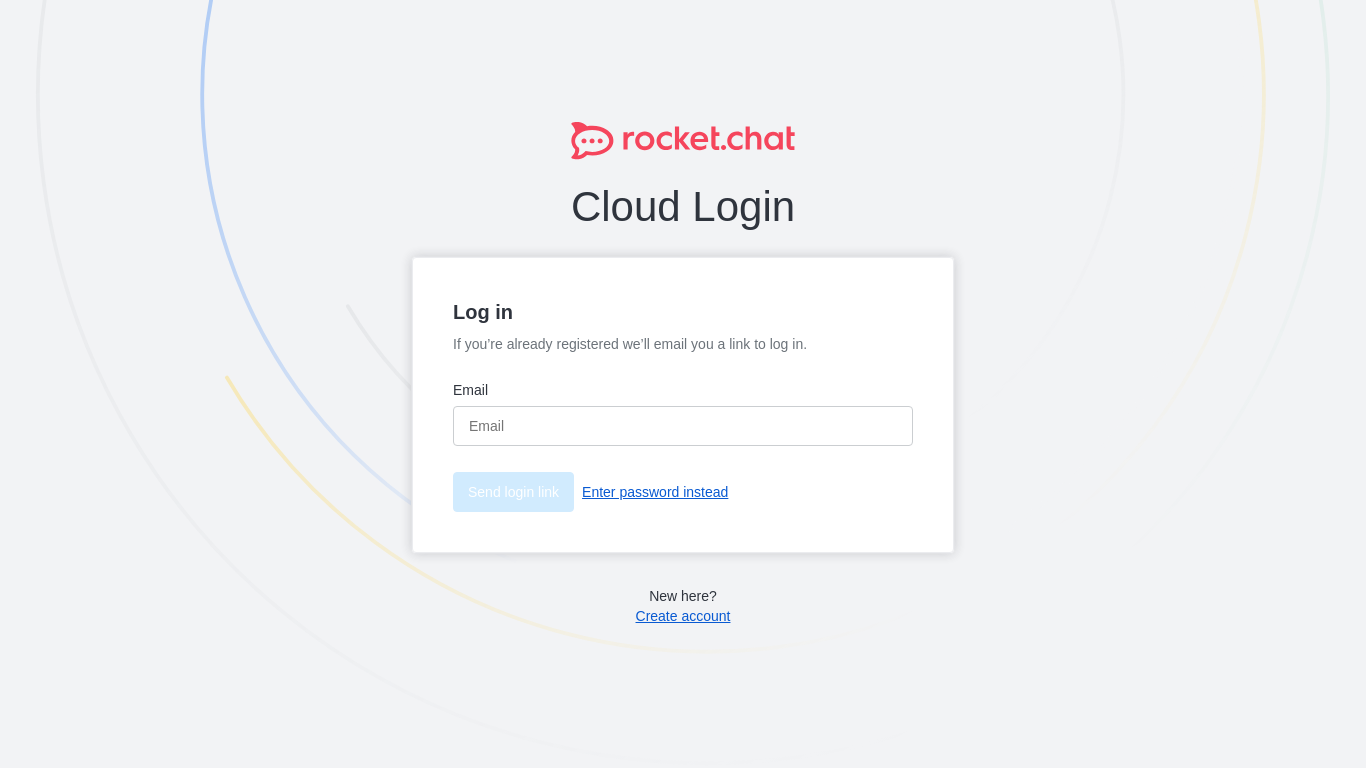 rocket.chat
Cloud Login
Log in
If you’re already registered we’ll email you a link to log in.
Email
Email
Send login link Enter password instead
New here?
Create account